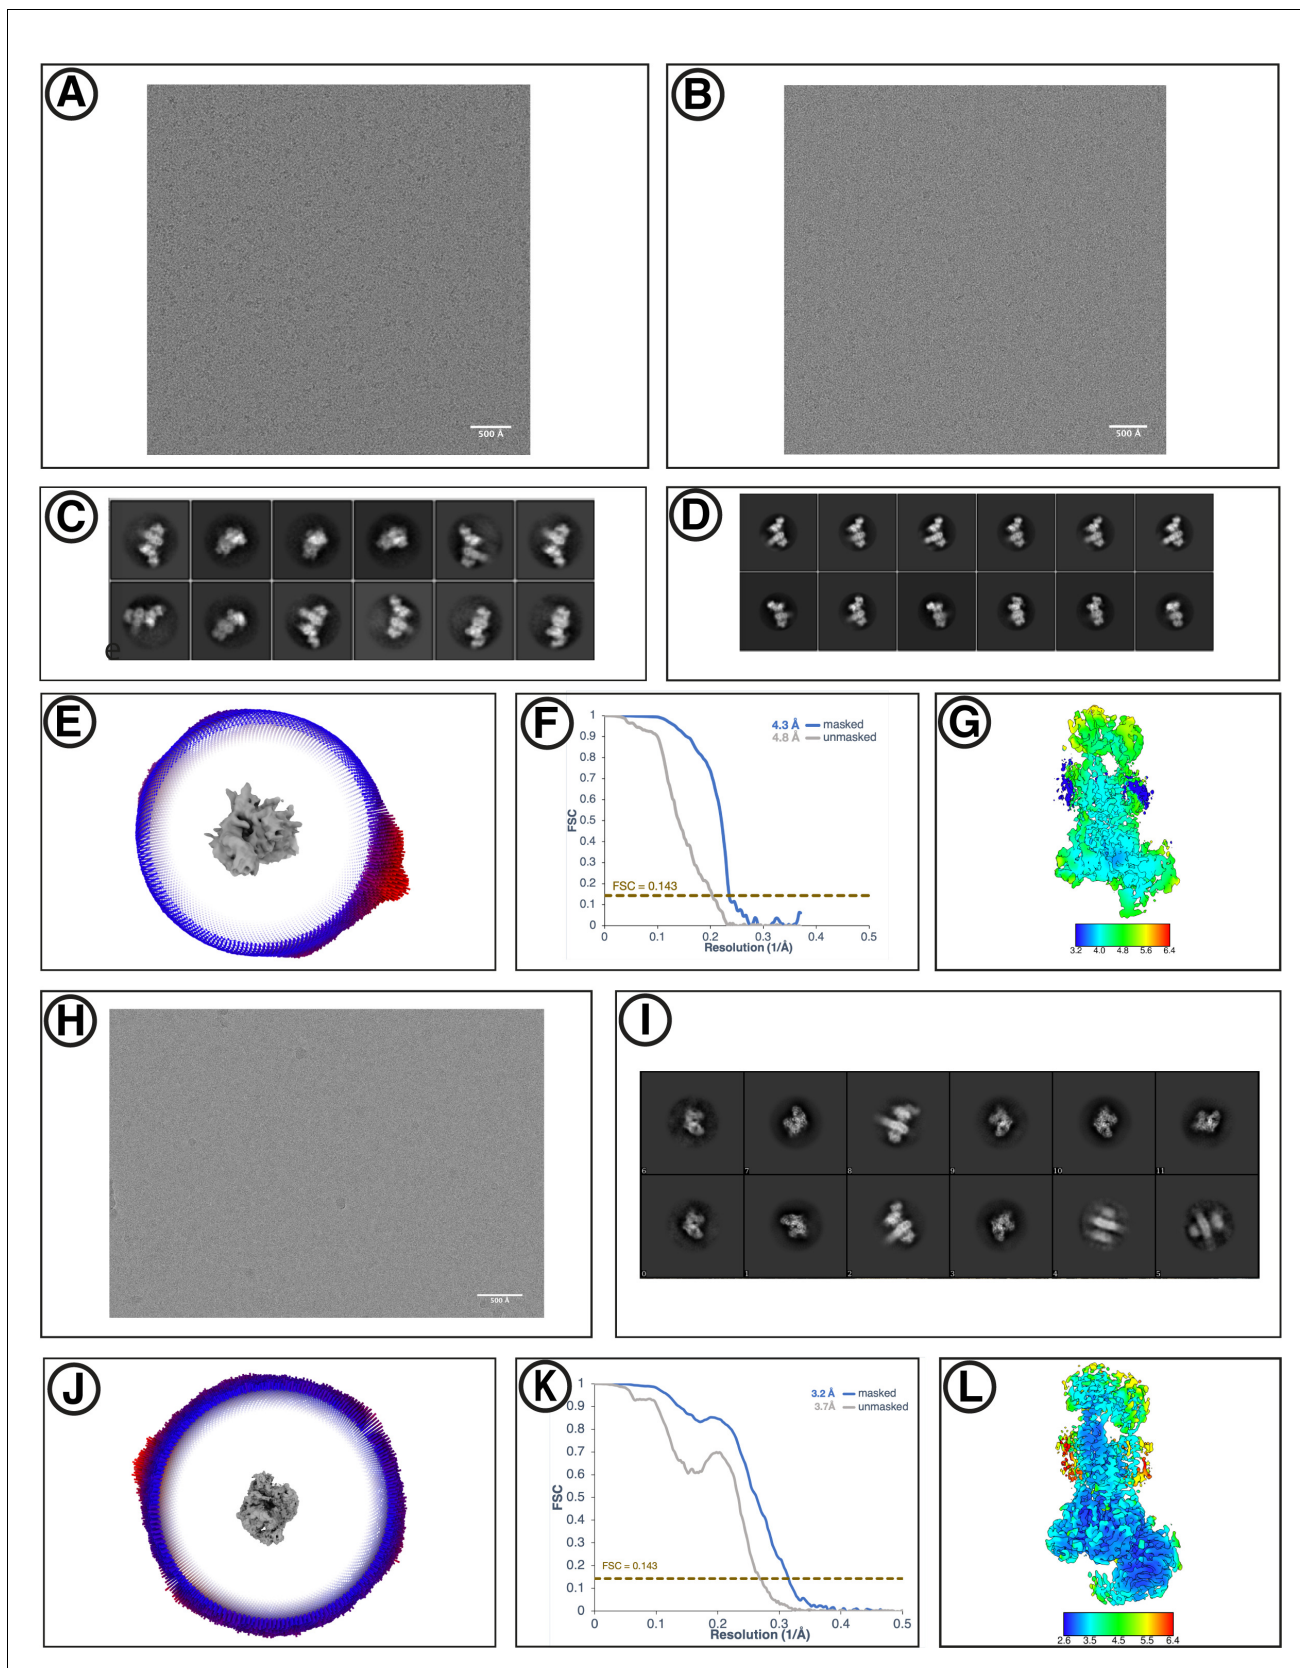 A
B
500 Å
500 Å
C
D
e
E
F
G
1
0.9
0.8
0.7
0.6
0.5
0.4
0.3
0.2
0.1
0
FSC
4.3 Å masked
4.8 Å unmasked
FSC = 0.143
0 0.1 0.2 0.3 0.4 0.5
Resolution (1/Å)
3.2 4.0 4.8 5.6 6.4
H
I
500 Å
6 7 8 9 10 11
0 1 2 3 4 5
J
K
L
1
0.9
0.8
0.7
0.6
0.5
0.4
0.3
0.2
0.1
0
FSC
3.2 Å masked
3.7Å unmasked
FSC = 0.143
0 0.1 0.2 0.3 0.4 0.5
Resolution (1/Å)
2.6 3.5 4.5 5.5 6.4